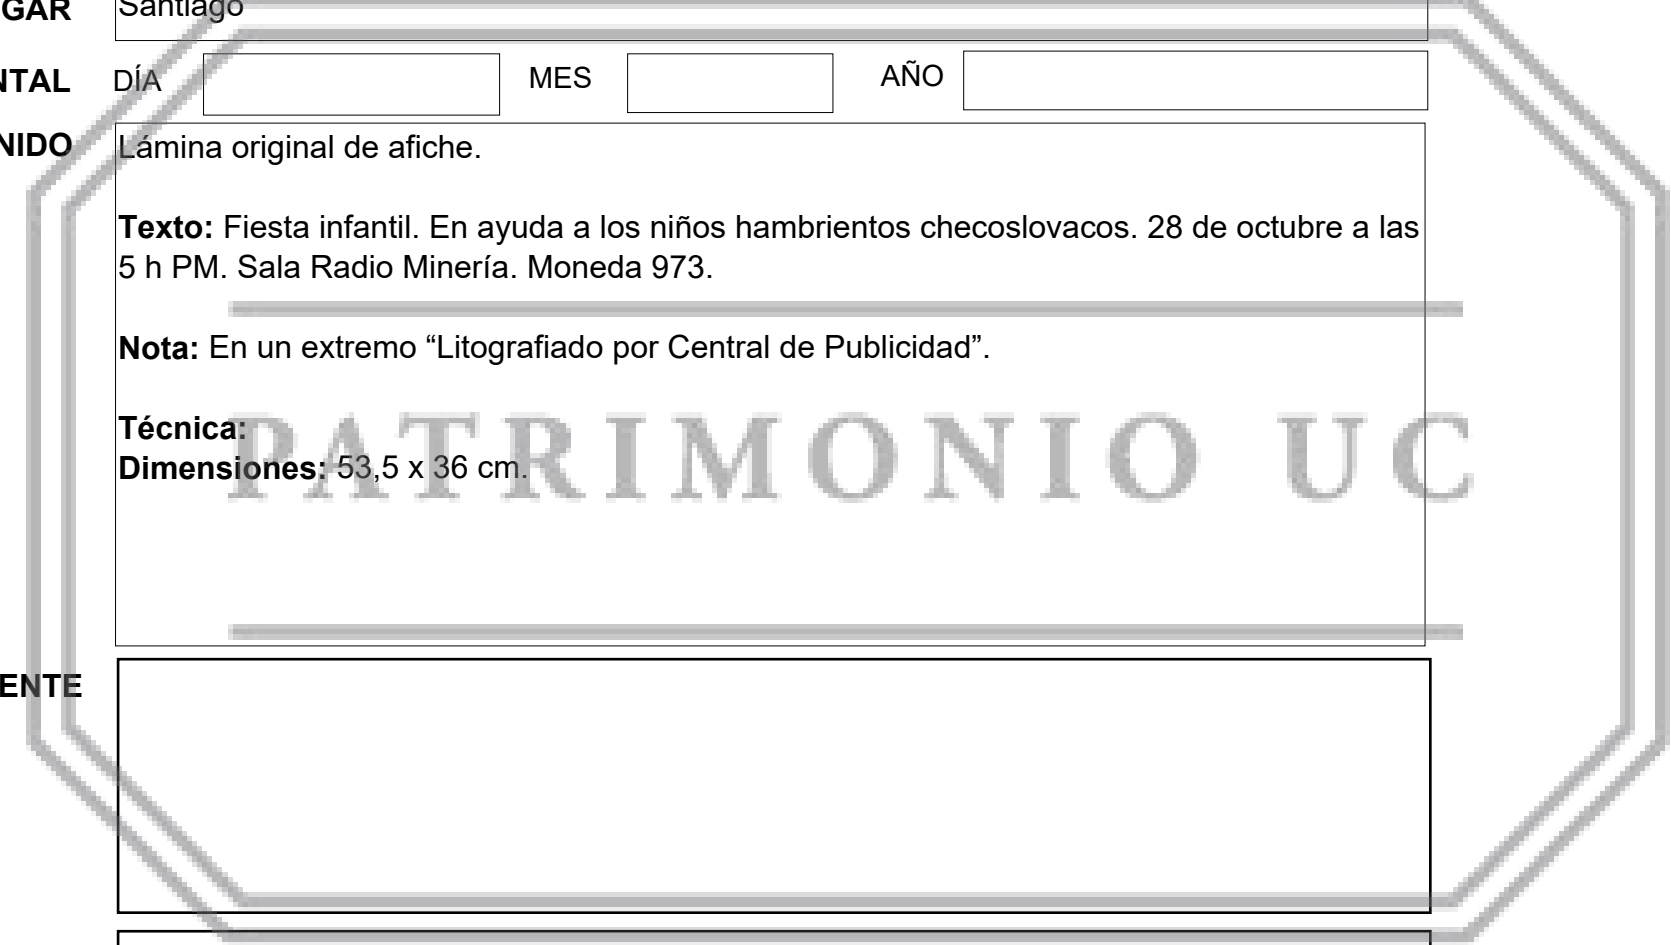 GAR Santiago
NTAL DÍA MES AÑO
NIDO Lámina original de afiche.
Texto: Fiesta infantil. En ayuda a los niños hambrientos checoslovacos. 28 de octubre a las
5 h PM. Sala Radio Minería. Moneda 973.
Nota: En un extremo “Litografiado por Central de Publicidad”.
Técnica:
Dimensiones: 53,5 x 36 cm.
PATRIMONIO UC
ENTE